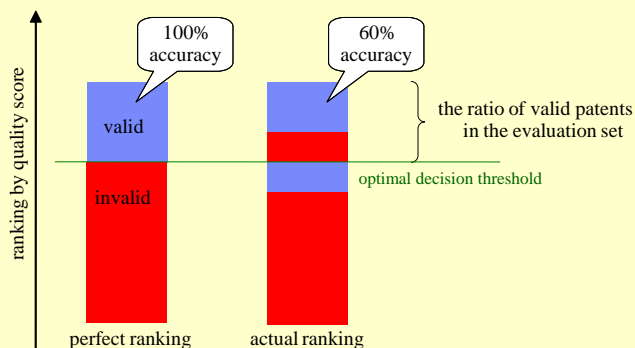 100%
accuracy
60%
accuracy
ranking by quality score
valid
the ratio of valid patents
in the evaluation set
optimal decision threshold
invalid
perfect ranking
actual ranking